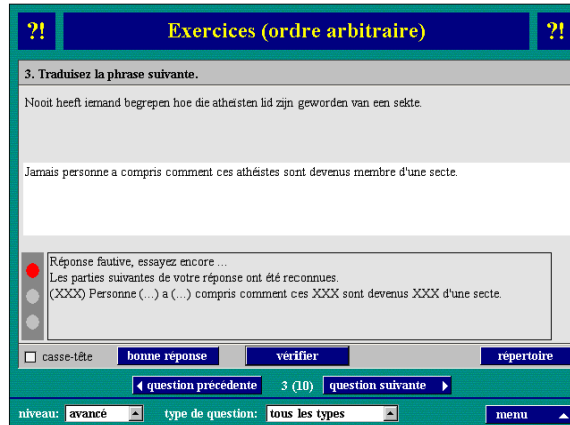 ?! Exercices (ordre arbitraire) ?!
3. Traduisez la phrase suivante.
Nooit heeft iemand begrepen hoe die atheïsten lid zijn geworden van een sekte.
Jamais personne a compris comment ces athéistes sont devenus membre d'une secte.
Réponse fautive, essayez encore ...
Les parties suivantes de votre réponse ont été reconnues.
(XXX) Personne (...) a (...) compris comment ces XXX sont devenus XXX d'une secte.
casse-tête bonne réponse vérifier répertoire
question précédente 3 (10) question suivante
niveau: avancé type de question: tous les types menu